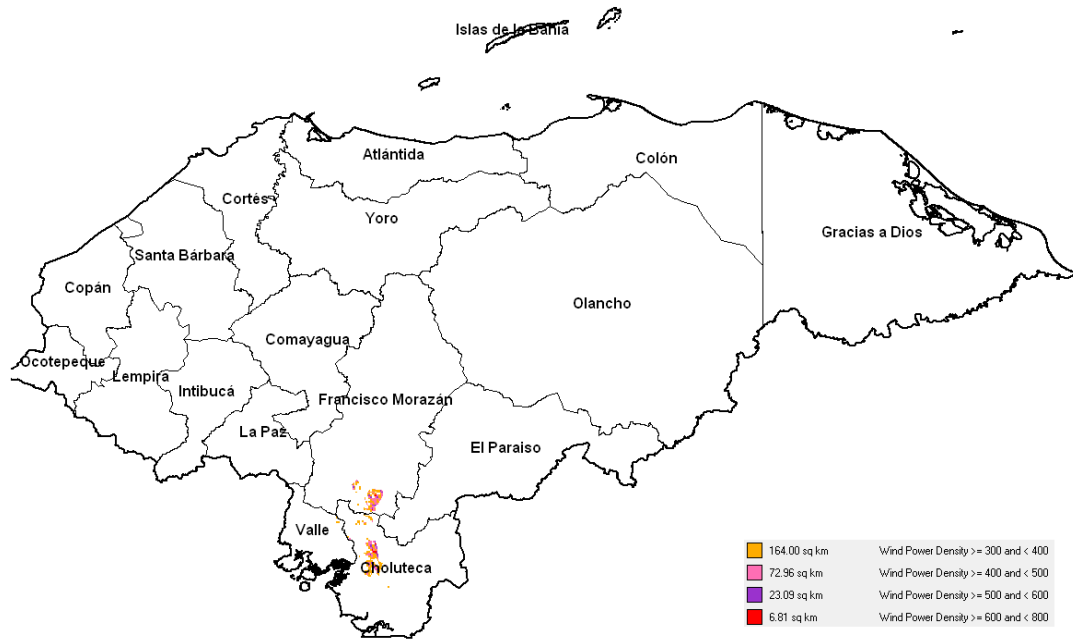 Islas de la Bahía
Atlántida
Colón
Cortés
Yoro
Gracias a Dios
Santa Bárbara
Copán
Olancho
Comayagua
Ocotepeque
Lempira
Intibucá
Francisco Morazán
La Paz
El Paraiso
Valle
Choluteca
164.00 sq km Wind Power Density >= 300 and < 400
72.96 sq km Wind Power Density >= 400 and < 500
23.09 sq km Wind Power Density >= 500 and < 600
6.81 sq km Wind Power Density >= 600 and < 800